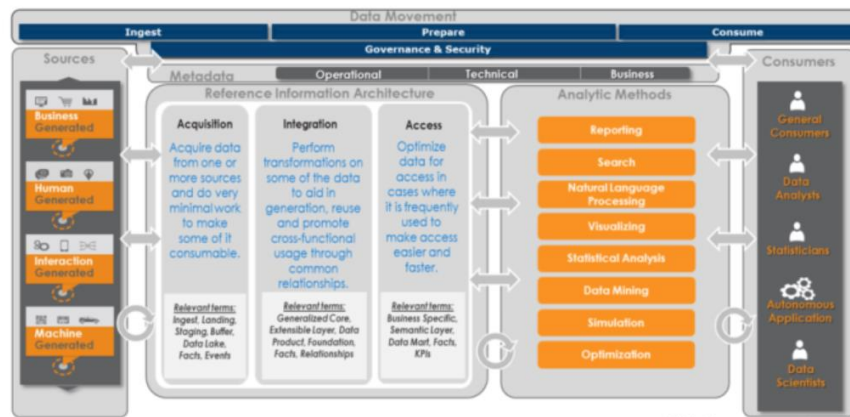 Data Movement
Ingest
Prepare
Consume
Governance & Security
Sources
Metadata
Operational
Technical
Business
Consumers
Business
Generated
Human
Generated
Interaction
Generated
Machine
Generated
Reference Information Architecture
Acquisition
Acquire data
from one or
more sources
and do very
minimal work
to make
some of it
consumable.
Relevant terms:
Ingest, Landing,
Staging, Buffer,
Data Lake,
Facts, Events
Integration
Perform
transformations on
some of the data
to aid in
generation, reuse
and promote
cross-functional
usage through
common
relationships.
Relevant terms:
Generalized Core,
Extensible Layer, Data
Product, Foundation,
Facts, Relationships
Access
Optimize
data for
access in
cases where
it is frequently
used to
make access
easier and
faster.
Relevant terms:
Business Specific,
Semantic Layer,
Data Mart, Facts,
KPIs
Analytic Methods
Reporting
Search
Natural Language
Processing
Visualizing
Statistical Analysis
Data Mining
Simulation
Optimization
General
Consumers
Data
Analysts
Statisticians
Autonomous
Application
Data
Scientists